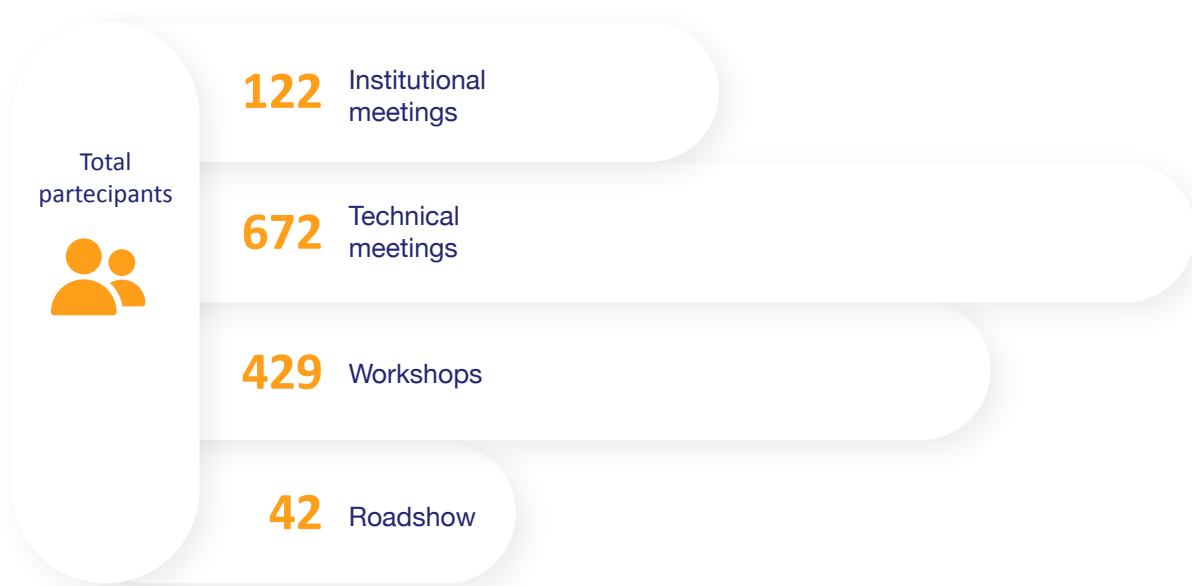 Total
partecipants
122 Institutional
meetings
672 Technical
meetings
429 Workshops
42 Roadshow